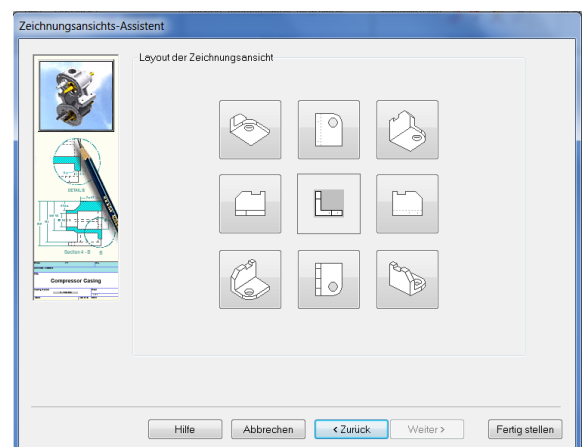 Zeichnungsansichts-Assistent
Layout der Zeichnungsansicht
DETAIL B
Section A - B
B
Compressor Casing
Hilfe
Abbrechen
< Zurück
Weiter >
Fertig stellen